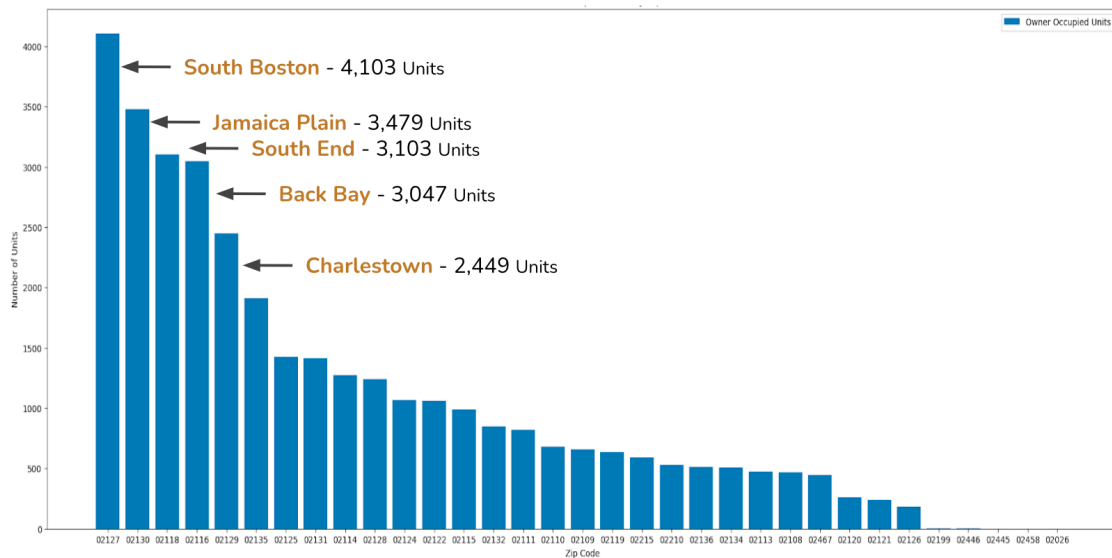 Owner Occupied Units
4000
3500
3000
2500
2000
1500
1000
500
0
Number of Units
South Boston - 4,103 Units
Jamaica Plain - 3,479 Units
South End - 3,103 Units
Back Bay - 3,047 Units
Charlestown - 2,449 Units
02127 02130 02118 02116 02129 02135 02125 02131 02114 02128 02124 02122 02115 02132 02111 02110 02109 02119 02215 02210 02136 02134 02113 02108 02467 02120 02121 02126 02199 02446 02445 02458 02026
Zip Code